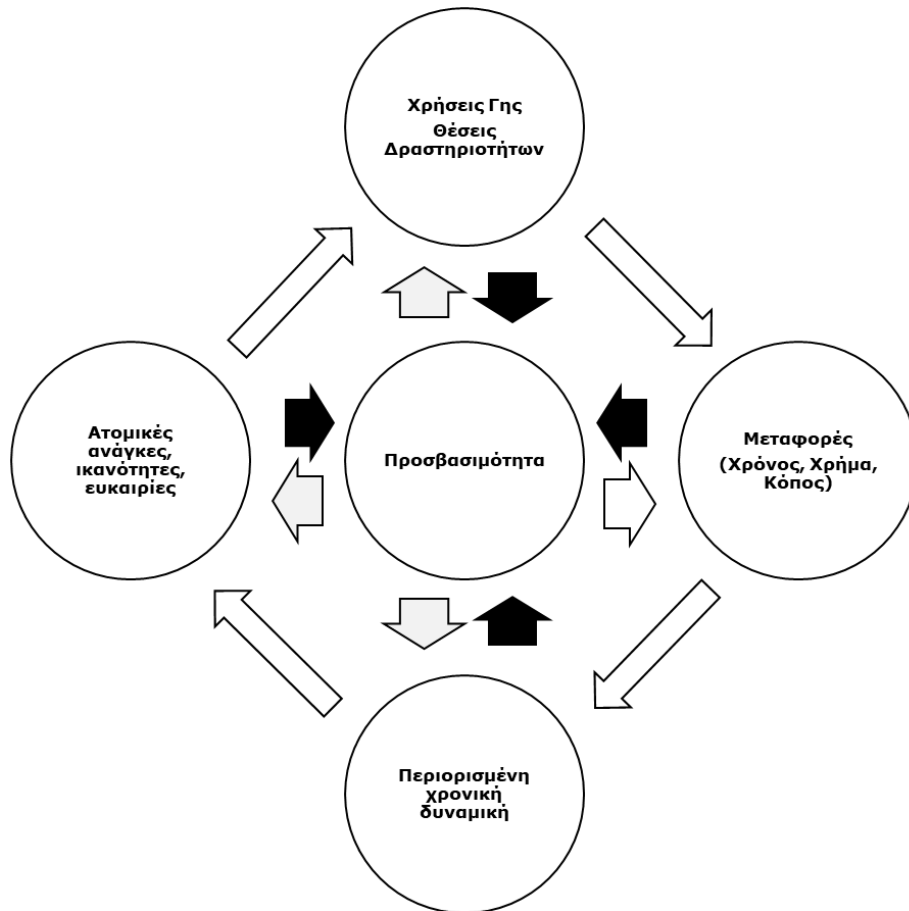 Χρήσεις Γης
Θέσεις
Δραστηριοτήτων
Ατομικές
ανάγκες,
ικανότητες,
ευκαιρίες
Προσβασιμότητα
Μεταφορές
(Χρόνος, Χρήμα,
Κόπος)
Περιορισμένη
χρονική
δυναμική